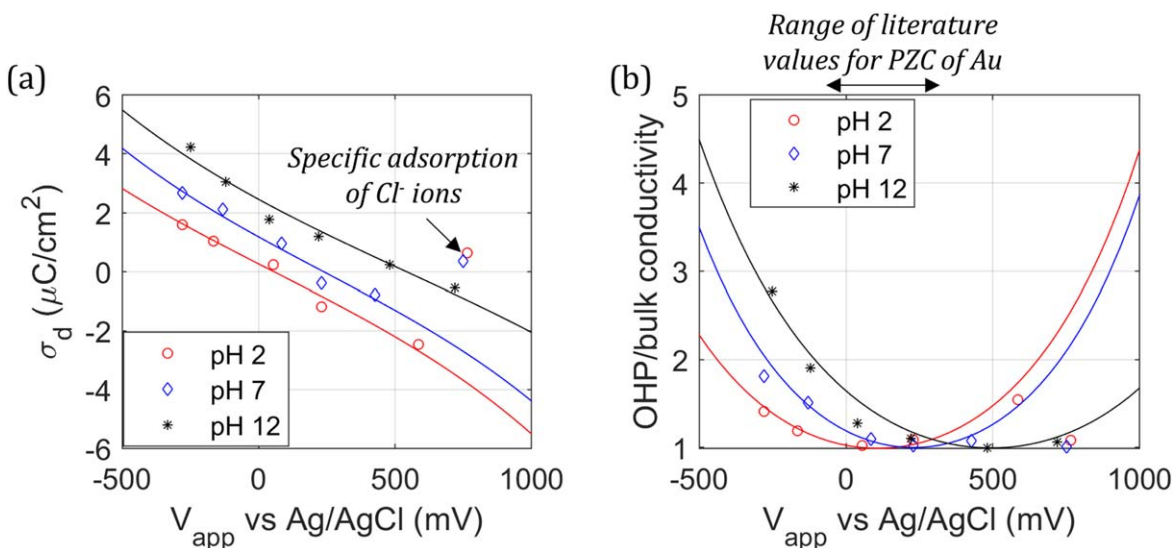 (a)
6
4
2
0
-2
-4
-6
σd (μC/cm²)
Specific adsorption
of Cl⁻ ions
pH 2
pH 7
pH 12
-500 0 500 1000
Vapp vs Ag/AgCl (mV)
Range of literature
values for PZC of Au
(b)
5
4
3
2
1
OHP/bulk conductivity
pH 2
pH 7
pH 12
-500 0 500 1000
Vapp vs Ag/AgCl (mV)